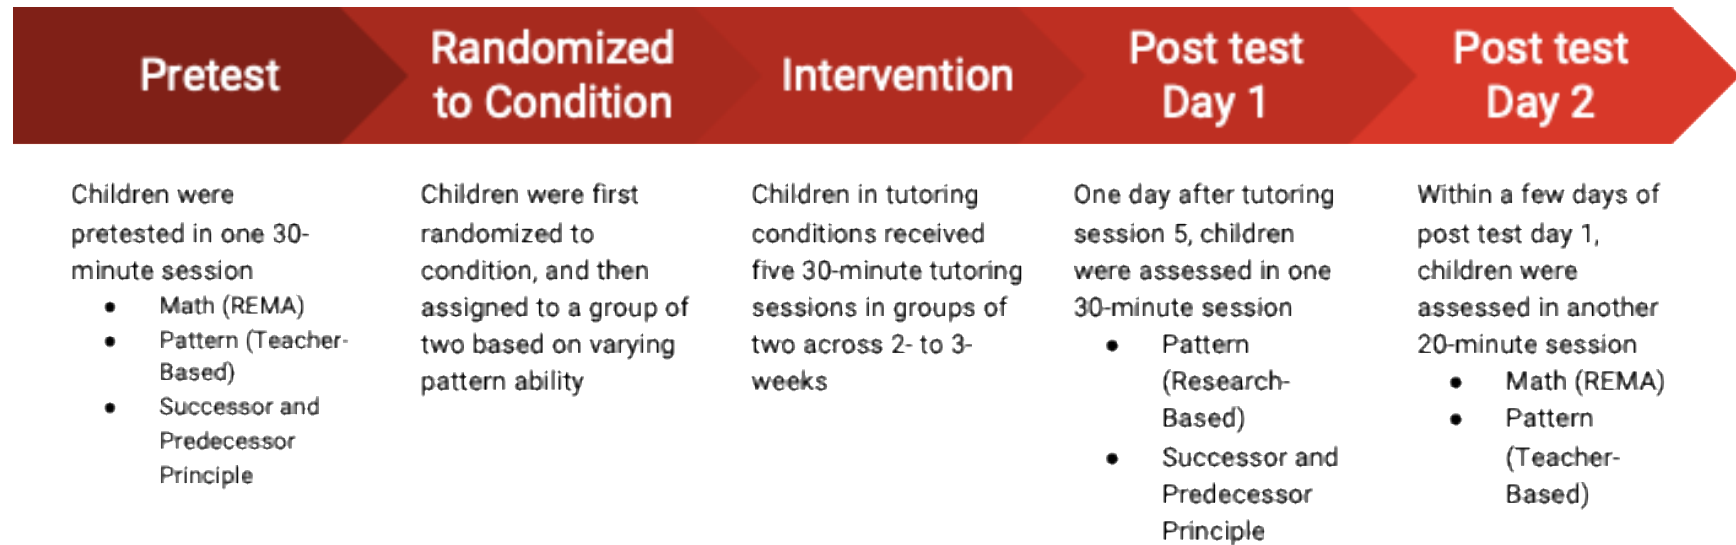 Pretest
Randomized
to Condition
Intervention
Post test
Day 1
Post test
Day 2
Children were
pretested in one 30-
minute session
• Math (REMA)
• Pattern (Teacher-
Based)
• Successor and
Predecessor
Principle
Children were first
randomized to
condition, and then
assigned to a group of
two based on varying
pattern ability
Children in tutoring
conditions received
five 30-minute tutoring
sessions in groups of
two across 2- to 3-
weeks
One day after tutoring
session 5, children
were assessed in one
30-minute session
• Pattern
(Research-
Based)
• Successor and
Predecessor
Principle
Within a few days of
post test day 1,
children were
assessed in another
20-minute session
• Math (REMA)
• Pattern
(Teacher-
Based)